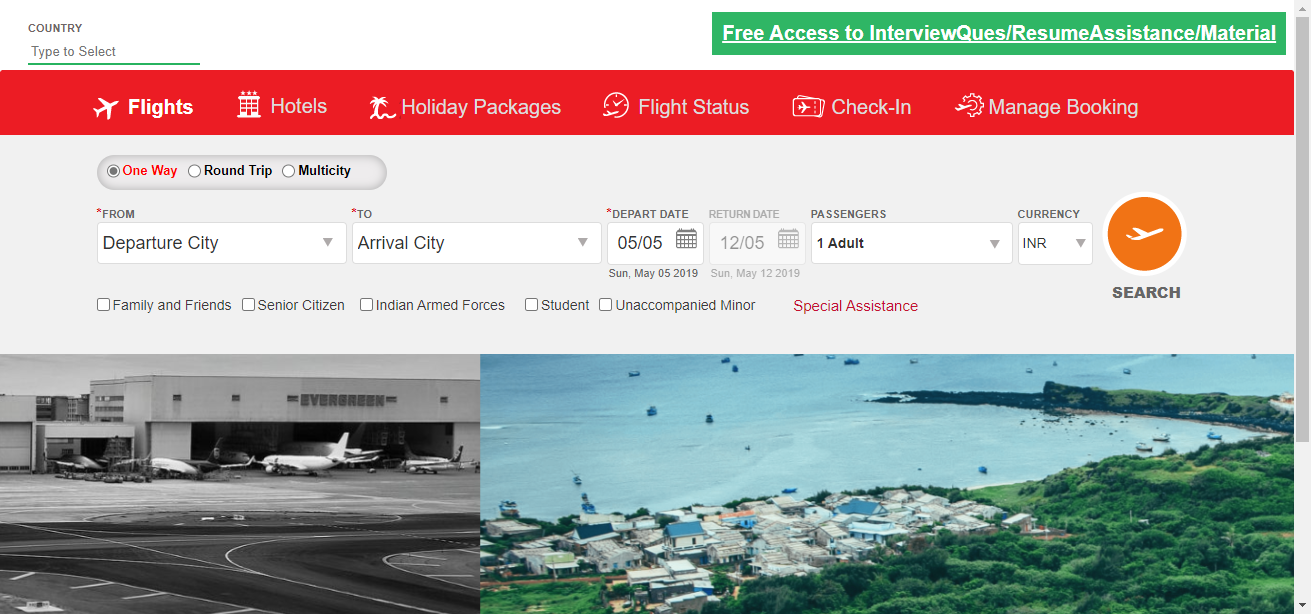 COUNTRY
Type to Select
Free Access to InterviewQues/ResumeAssistance/Material
Flights Hotels Holiday Packages Flight Status Check-In Manage Booking
One Way Round Trip Multicity
*FROM *TO *DEPART DATE RETURN DATE PASSENGERS CURRENCY
Departure City Arrival City 05/05 12/05 1 Adult INR
Sun, May 05 2019 Sun, May 12 2019
SEARCH
Family and Friends Senior Citizen Indian Armed Forces Student Unaccompanied Minor Special Assistance
EVERGREEN